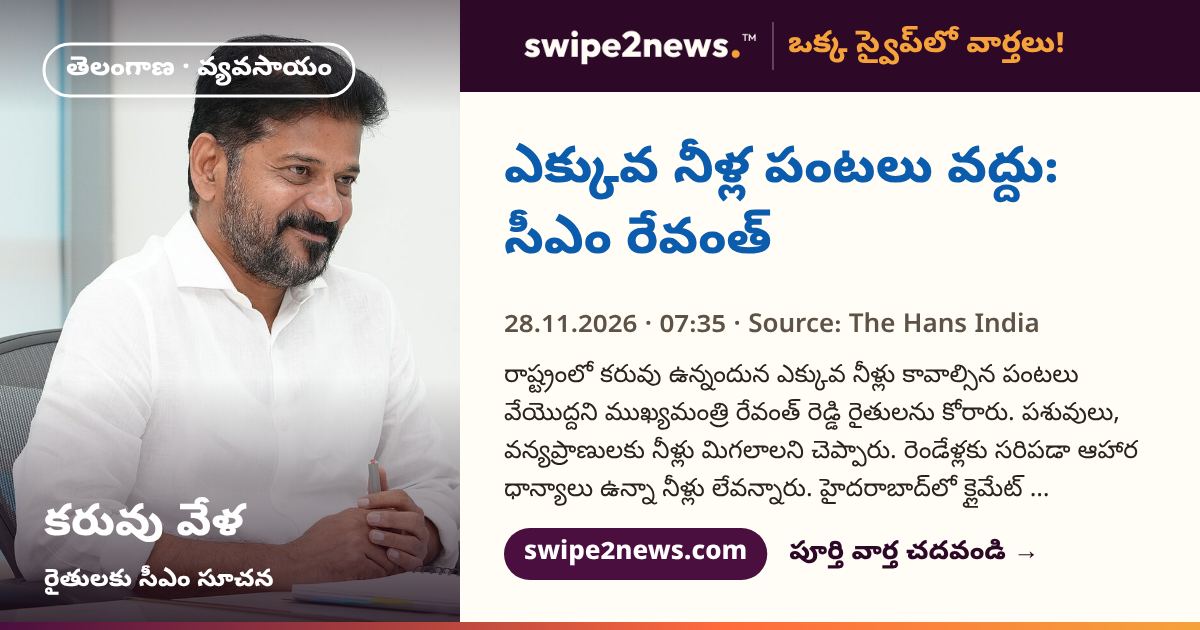 తెలంగాణ · వ్యవసాయం
swipe2news.™ | ఒక్క స్వైప్‌లో వార్తలు!
ఎక్కువ నీళ్ల పంటలు వద్దు:
సీఎం రేవంత్
28.11.2026 · 07:35 · Source: The Hans India
రాష్ట్రంలో కరువు ఉన్నందున ఎక్కువ నీళ్లు కావాల్సిన పంటలు
వేయొద్దని ముఖ్యమంత్రి రేవంత్ రెడ్డి రైతులను కోరారు. పశువులు,
వన్యప్రాణులకు నీళ్లు మిగలాలని చెప్పారు. రెండేళ్లకు సరిపడా ఆహార
ధాన్యాలు ఉన్నా నీళ్లు లేవన్నారు. హైదరాబాద్‌లో క్లైమేట్ ...
swipe2news.com పూర్తి వార్త చదవండి →
కరువు వేళ
రైతులకు సీఎం సూచన